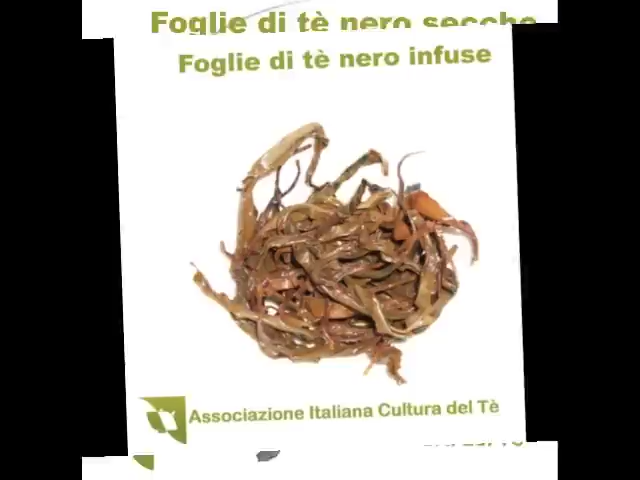 Foglie di tè nero secche
Foglie di tè nero infuse
Associazione Italiana Cultura del Tè